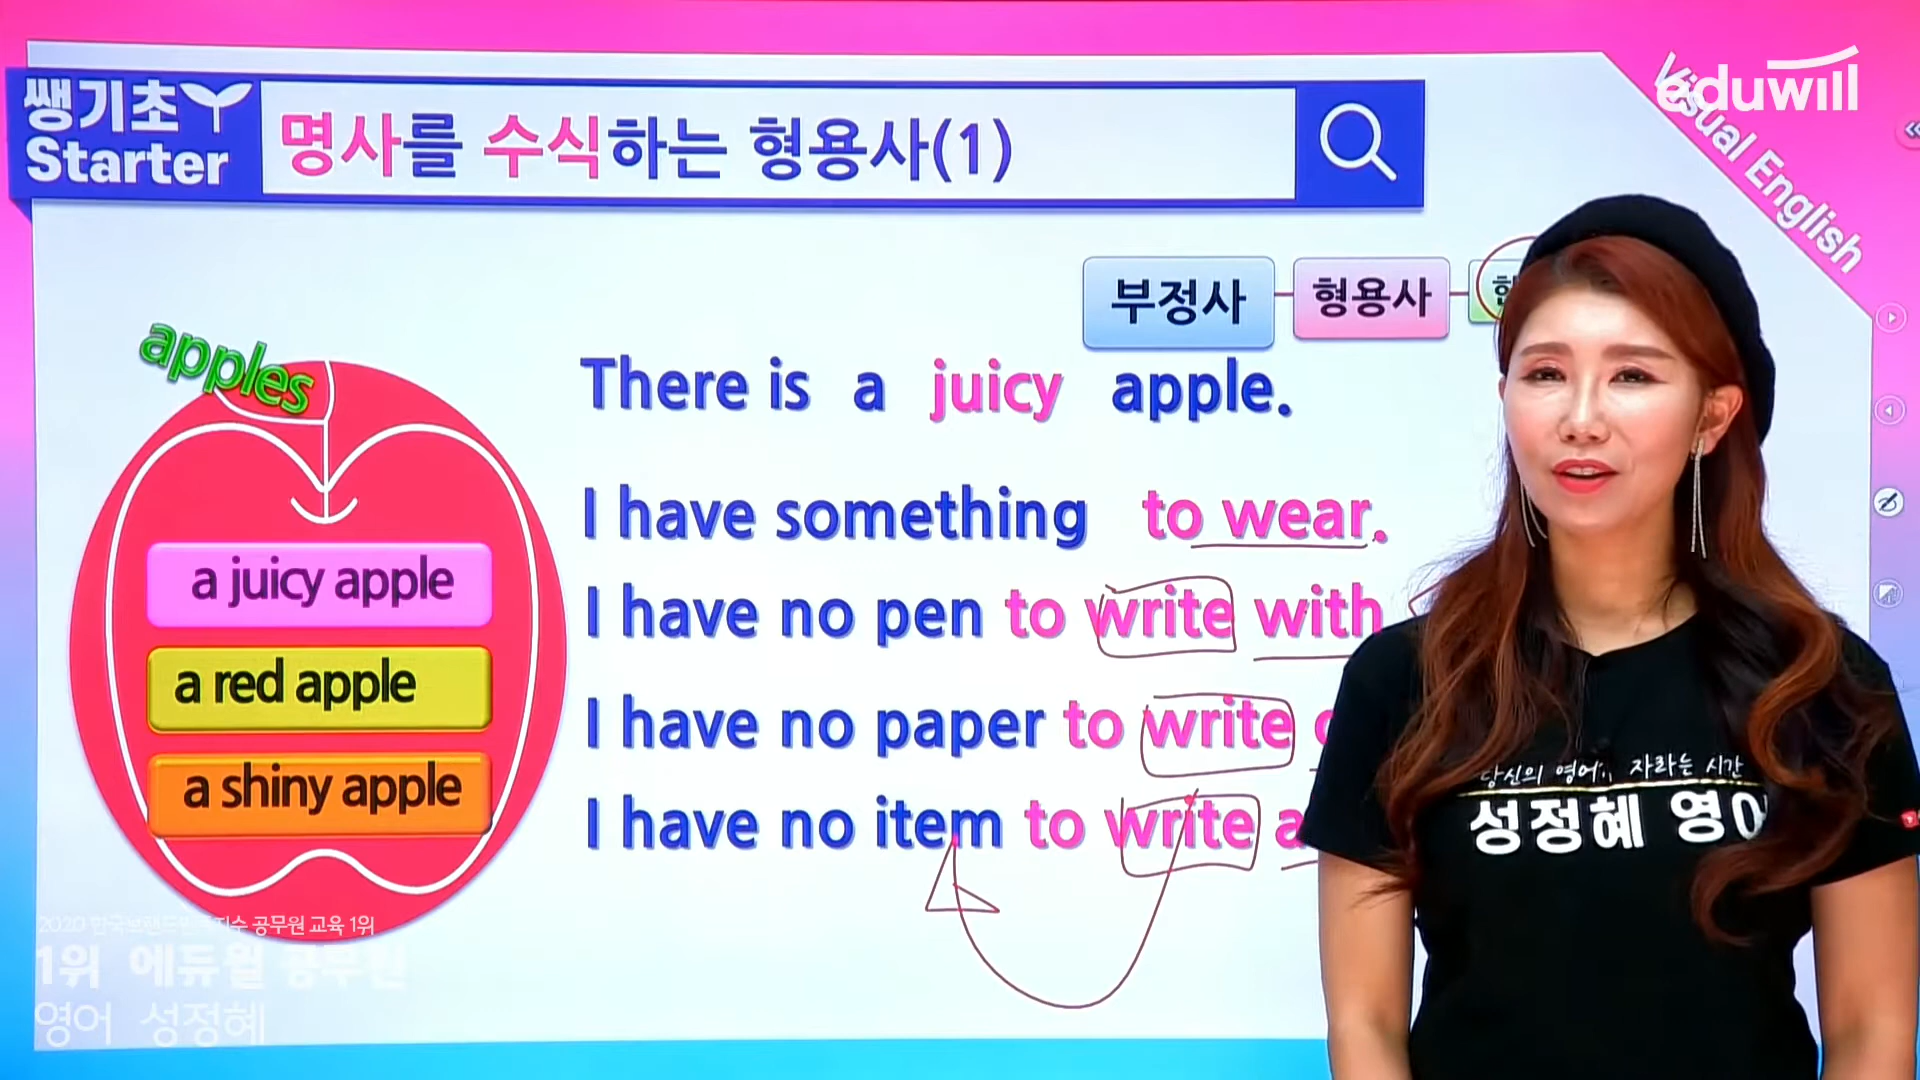 eduwill
Visual English
쌩기초
Starter
명사를 수식하는 형용사(1)
부정사 형용사
apples
There is a juicy apple.
I have something to wear.
I have no pen to write with
I have no paper to write
I have no item to write
a juicy apple
a red apple
a shiny apple
당신의 영어가 자라는 시간
성정혜 영어
2020 한국브랜드만족지수 공무원 교육 1위
1위 에듀윌 공무원
영어 성정혜